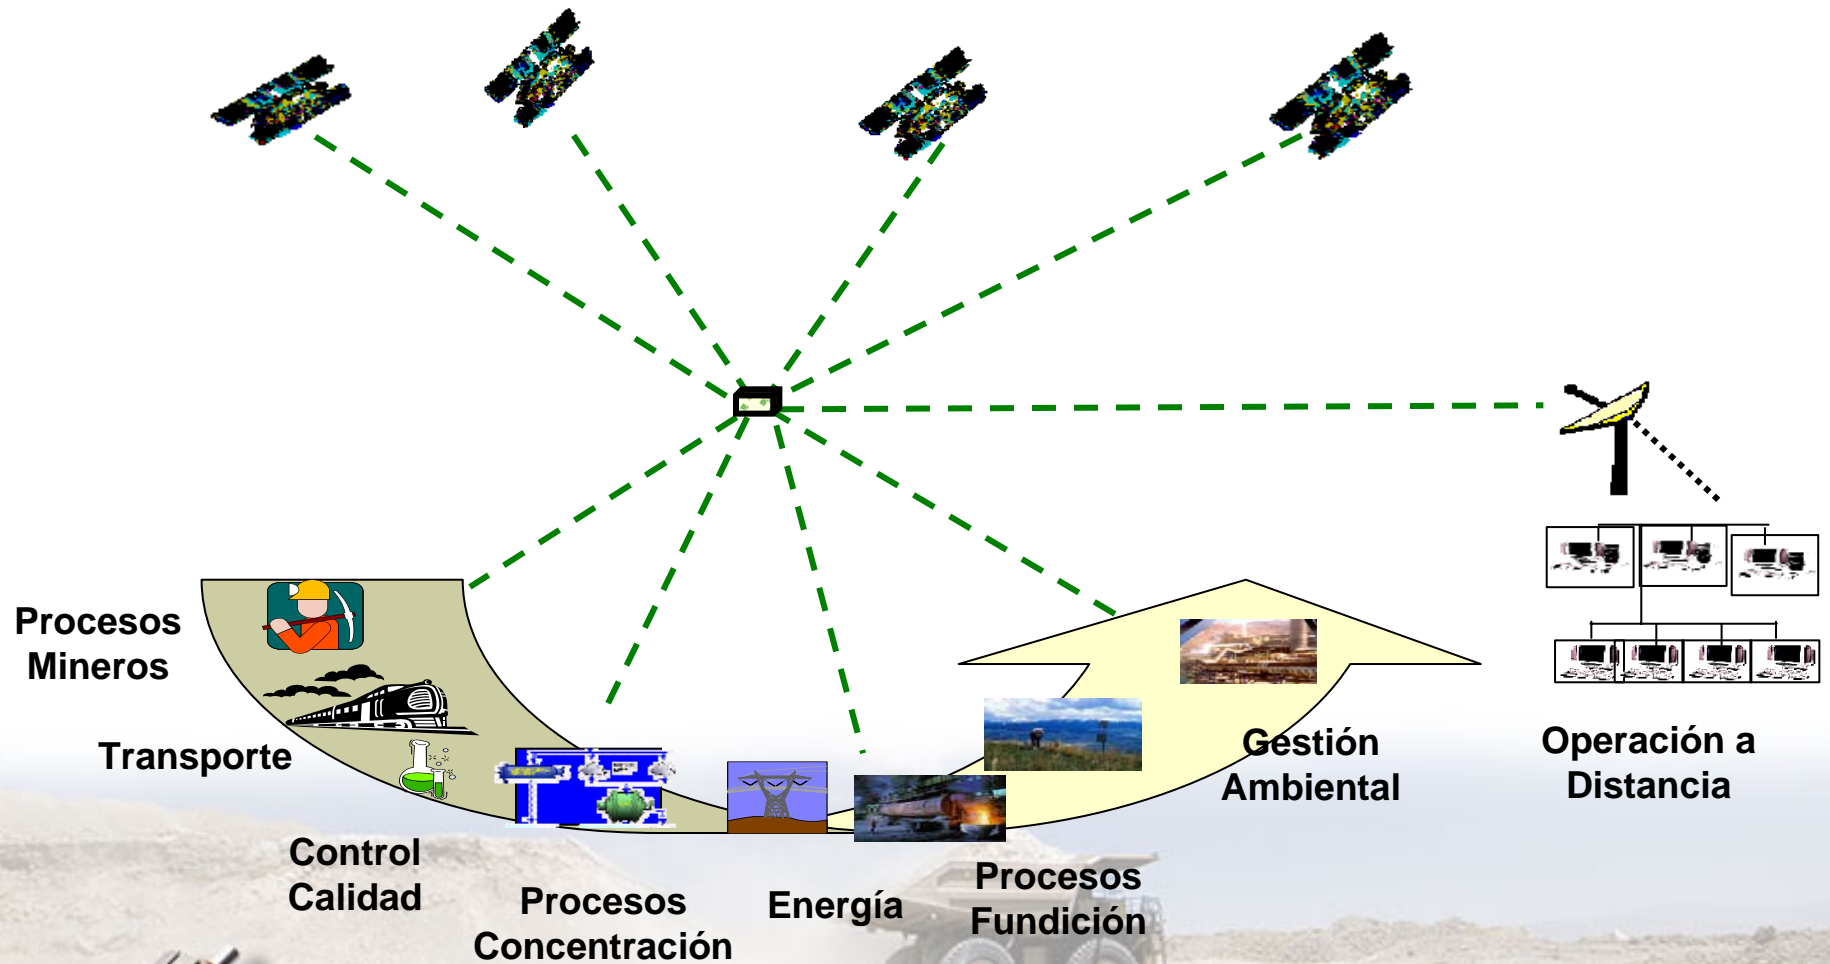 Procesos
Mineros
Transporte
Control
Calidad
Procesos
Concentración
Energía
Procesos
Fundición
Gestión
Ambiental
Operación a
Distancia